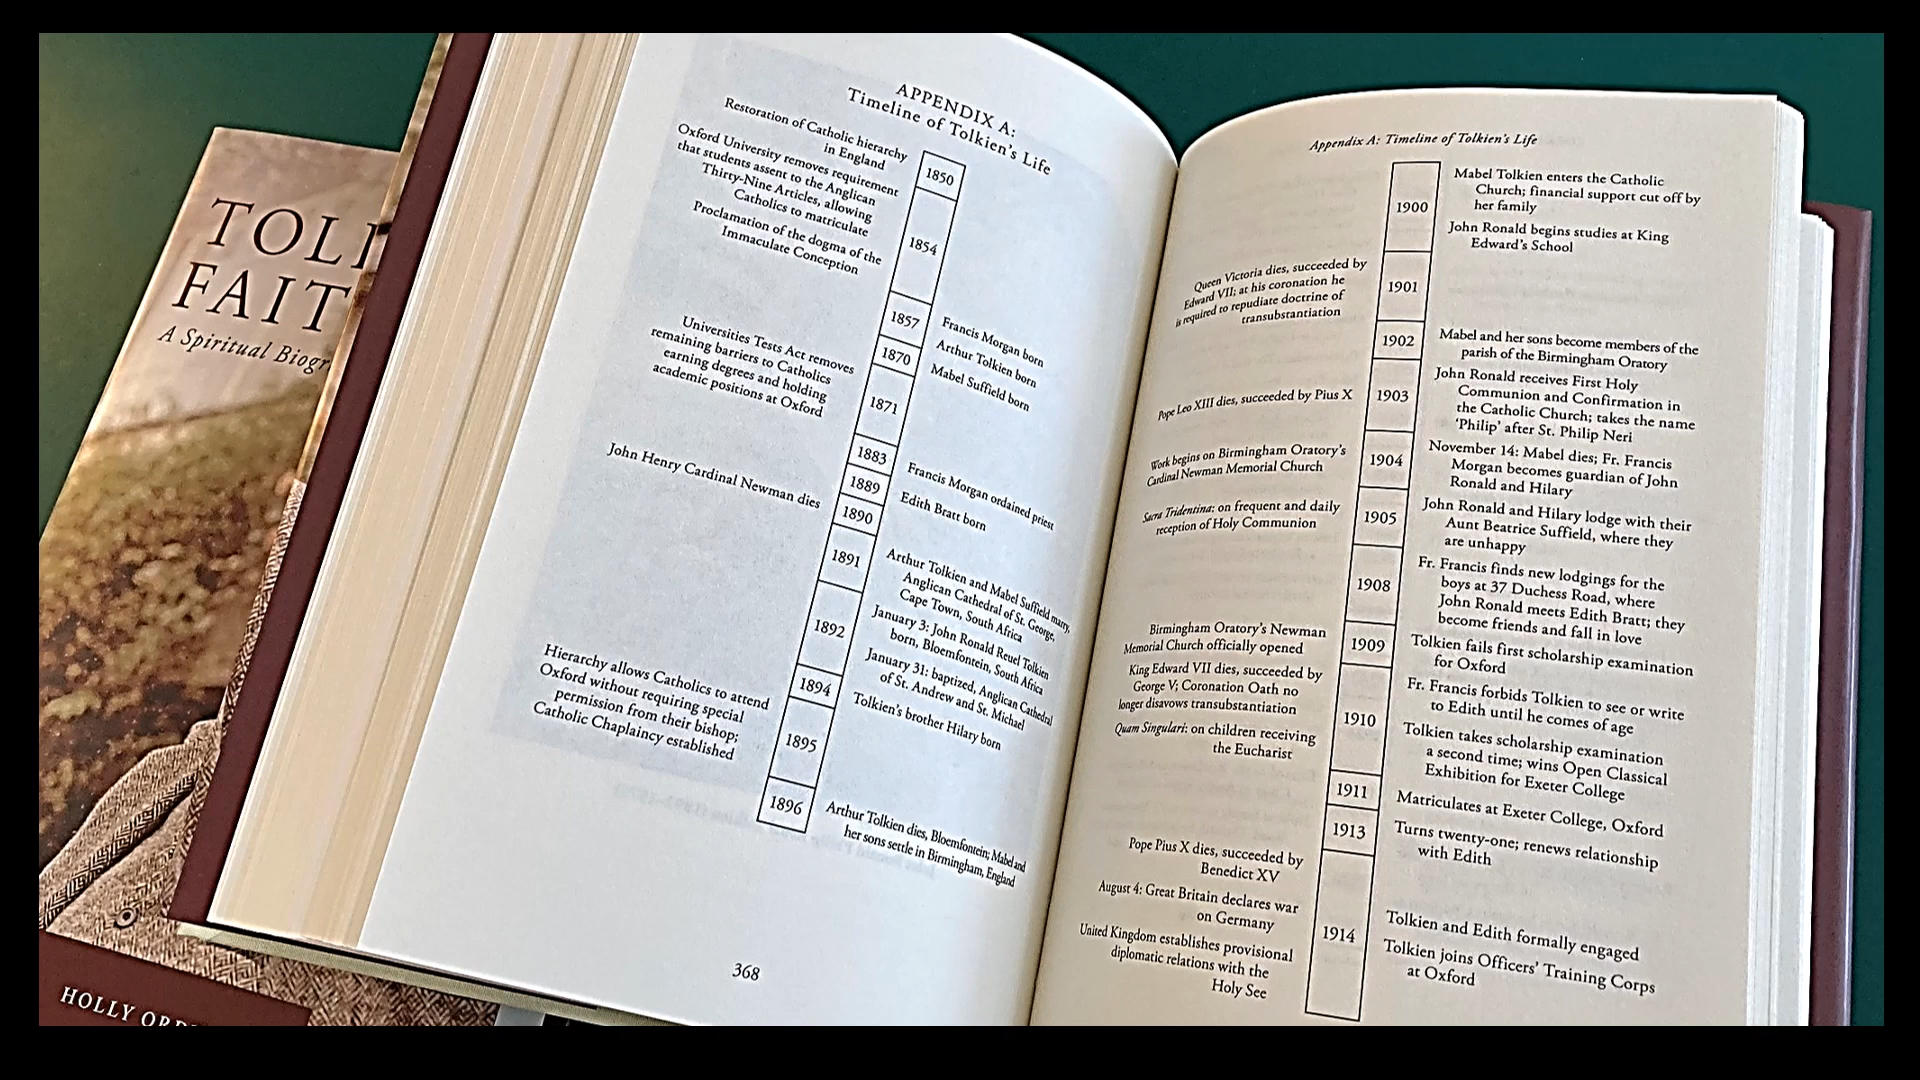 TOL
FAIT
A Spiritual Biogr
HOLLY ORD
APPENDIX A:
Timeline of Tolkien's Life
Restoration of Catholic hierarchy
in England
1850
Oxford University removes requirement
that students assent to the Anglican
Thirty-Nine Articles, allowing
Catholics to matriculate
Proclamation of the dogma of the
Immaculate Conception
1854
1857
Francis Morgan born
1870
Arthur Tolkien born
Mabel Suffield born
Universities Tests Act removes
remaining barriers to Catholics
earning degrees and holding
academic positions at Oxford
1871
1883
Francis Morgan ordained priest
1889
Edith Bratt born
John Henry Cardinal Newman dies
1890
1891
Arthur Tolkien and Mabel Suffield marry,
Anglican Cathedral of St. George,
Cape Town, South Africa
1892
January 3: John Ronald Reuel Tolkien
born, Bloemfontein, South Africa
January 31: baptized, Anglican Cathedral
of St. Andrew and St. Michael
1894
Tolkien's brother Hilary born
Hierarchy allows Catholics to attend
Oxford without requiring special
permission from their bishop;
Catholic Chaplaincy established
1895
1896
Arthur Tolkien dies, Bloemfontein; Mabel and
her sons settle in Birmingham, England
368
Appendix A: Timeline of Tolkien's Life
1900
Mabel Tolkien enters the Catholic
Church; financial support cut off by
her family
John Ronald begins studies at King
Edward's School
Queen Victoria dies, succeeded by
Edward VII; at his coronation he
is required to repudiate doctrine of
transubstantiation
1901
1902
Mabel and her sons become members of the
parish of the Birmingham Oratory
Pope Leo XIII dies, succeeded by Pius X
1903
John Ronald receives First Holy
Communion and Confirmation in
the Catholic Church; takes the name
'Philip' after St. Philip Neri
Work begins on Birmingham Oratory's
Cardinal Newman Memorial Church
1904
November 14: Mabel dies; Fr. Francis
Morgan becomes guardian of John
Ronald and Hilary
Sacra Tridentina: on frequent and daily
reception of Holy Communion
1905
John Ronald and Hilary lodge with their
Aunt Beatrice Suffield, where they
are unhappy
1908
Fr. Francis finds new lodgings for the
boys at 37 Duchess Road, where
John Ronald meets Edith Bratt; they
become friends and fall in love
Birmingham Oratory's Newman
Memorial Church officially opened
1909
Tolkien fails first scholarship examination
for Oxford
King Edward VII dies, succeeded by
George V; Coronation Oath no
longer disavows transubstantiation
Quam Singulari: on children receiving
the Eucharist
1910
Fr. Francis forbids Tolkien to see or write
to Edith until he comes of age
Tolkien takes scholarship examination
a second time; wins Open Classical
Exhibition for Exeter College
1911
Matriculates at Exeter College, Oxford
1913
Turns twenty-one; renews relationship
with Edith
Pope Pius X dies, succeeded by
Benedict XV
August 4: Great Britain declares war
on Germany
United Kingdom establishes provisional
diplomatic relations with the
Holy See
1914
Tolkien and Edith formally engaged
Tolkien joins Officers' Training Corps
at Oxford